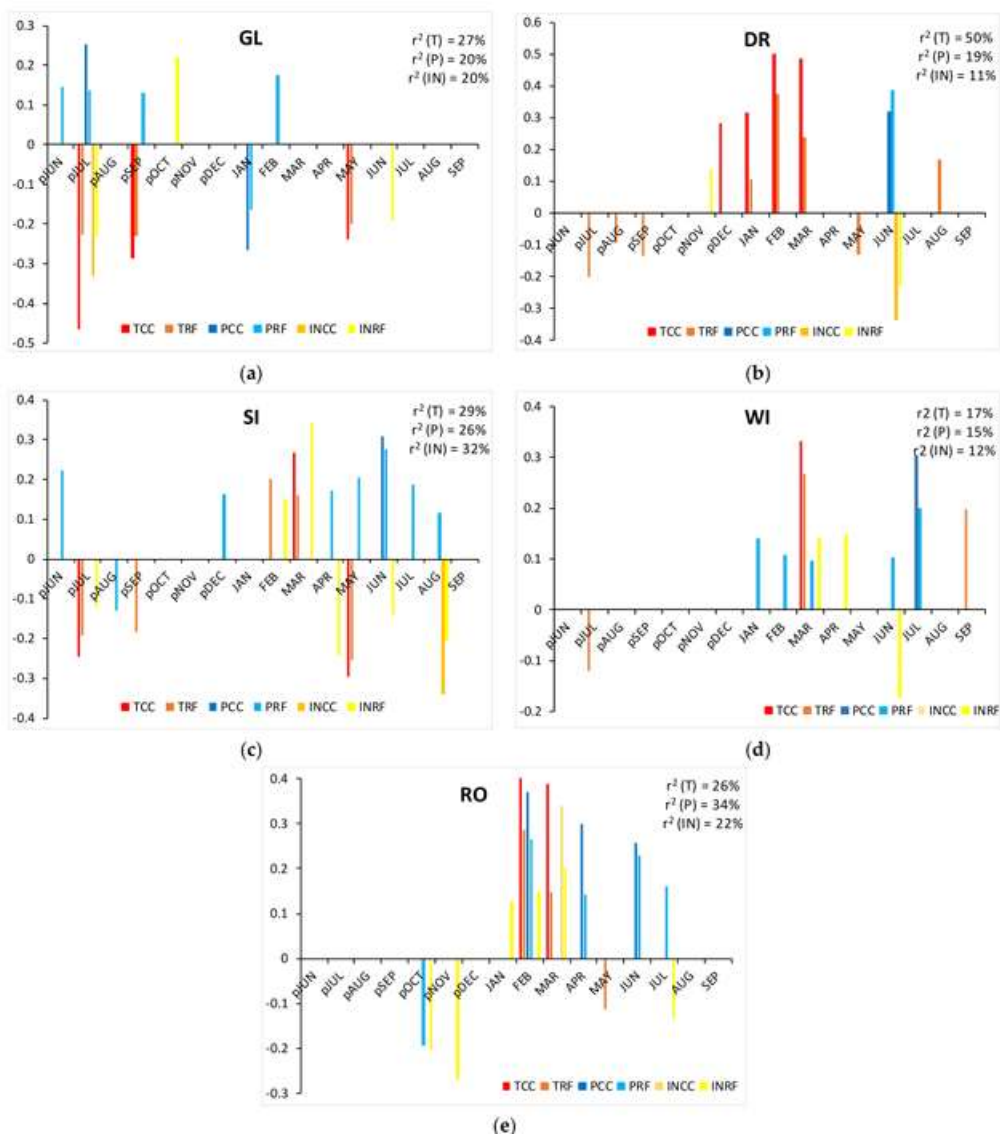 GL
r² (T) = 27%
r² (P) = 20%
r² (IN) = 20%
0.3
0.2
0.1
0
-0.1
-0.2
-0.3
-0.4
-0.5
pJUN pJUL pAUG pSEP pOCT pNOV pDEC JAN FEB MAR APR MAY JUN JUL AUG SEP
TCC TRF PCC PRF INCC INRF
(a)
DR
r² (T) = 50%
r² (P) = 19%
r² (IN) = 11%
0.6
0.5
0.4
0.3
0.2
0.1
0
-0.1
-0.2
-0.3
-0.4
pJUN pJUL pAUG pSEP pOCT pNOV pDEC JAN FEB MAR APR MAY JUN JUL AUG SEP
TCC TRF PCC PRF INCC INRF
(b)
SI
r² (T) = 29%
r² (P) = 26%
r² (IN) = 32%
0.4
0.3
0.2
0.1
0
-0.1
-0.2
-0.3
-0.4
pJUN pJUL pAUG pSEP pOCT pNOV pDEC JAN FEB MAR APR MAY JUN JUL AUG SEP
TCC TRF PCC PRF INCC INRF
(c)
WI
r2 (T) = 17%
r2 (P) = 15%
r2 (IN) = 12%
0.4
0.3
0.2
0.1
0
-0.1
-0.2
pJUN pJUL pAUG pSEP pOCT pNOV pDEC JAN FEB MAR APR MAY JUN JUL AUG SEP
TCC TRF PCC PRF INCC INRF
(d)
RO
r² (T) = 26%
r² (P) = 34%
r² (IN) = 22%
0.4
0.3
0.2
0.1
0
-0.1
-0.2
-0.3
pJUN pJUL pAUG pSEP pOCT pNOV pDEC JAN FEB MAR APR MAY JUN JUL AUG SEP
TCC TRF PCC PRF INCC INRF
(e)